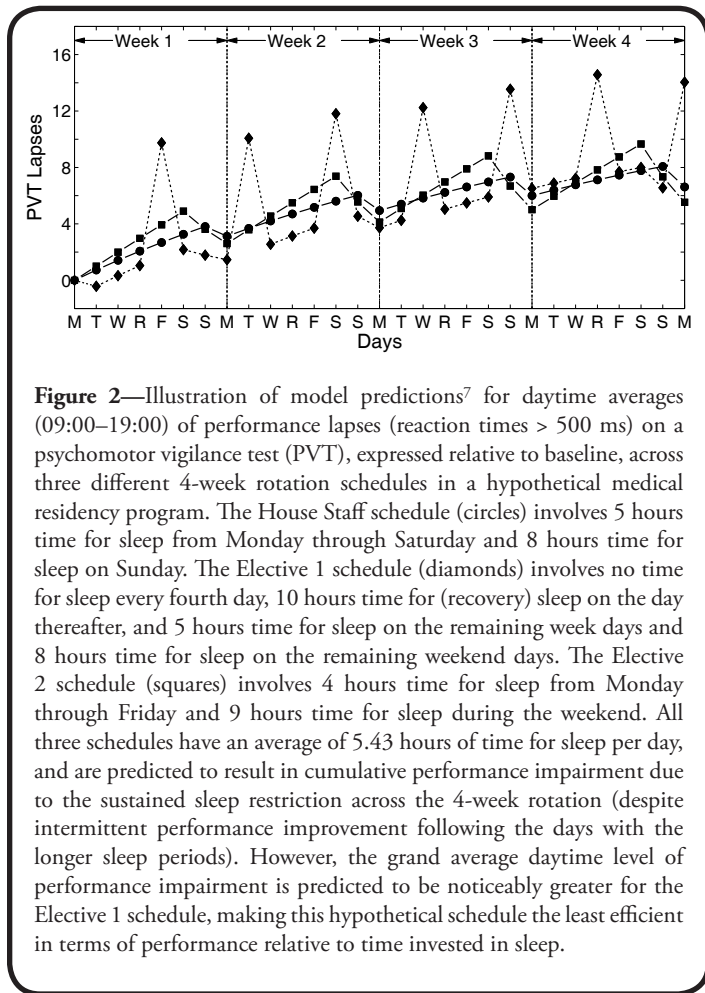 Week 1 Week 2 Week 3 Week 4
16
12
8
4
0
PVT Lapses
M T W R F S S M T W R F S S M T W R F S S M T W R F S S M
Days
Figure 2—Illustration of model predictions⁷ for daytime averages
(09:00–19:00) of performance lapses (reaction times > 500 ms) on a
psychomotor vigilance test (PVT), expressed relative to baseline, across
three different 4-week rotation schedules in a hypothetical medical
residency program. The House Staff schedule (circles) involves 5 hours
time for sleep from Monday through Saturday and 8 hours time for
sleep on Sunday. The Elective 1 schedule (diamonds) involves no time
for sleep every fourth day, 10 hours time for (recovery) sleep on the day
thereafter, and 5 hours time for sleep on the remaining week days and
8 hours time for sleep on the remaining weekend days. The Elective
2 schedule (squares) involves 4 hours time for sleep from Monday
through Friday and 9 hours time for sleep during the weekend. All
three schedules have an average of 5.43 hours of time for sleep per day,
and are predicted to result in cumulative performance impairment due
to the sustained sleep restriction across the 4-week rotation (despite
intermittent performance improvement following the days with the
longer sleep periods). However, the grand average daytime level of
performance impairment is predicted to be noticeably greater for the
Elective 1 schedule, making this hypothetical schedule the least efficient
in terms of performance relative to time invested in sleep.